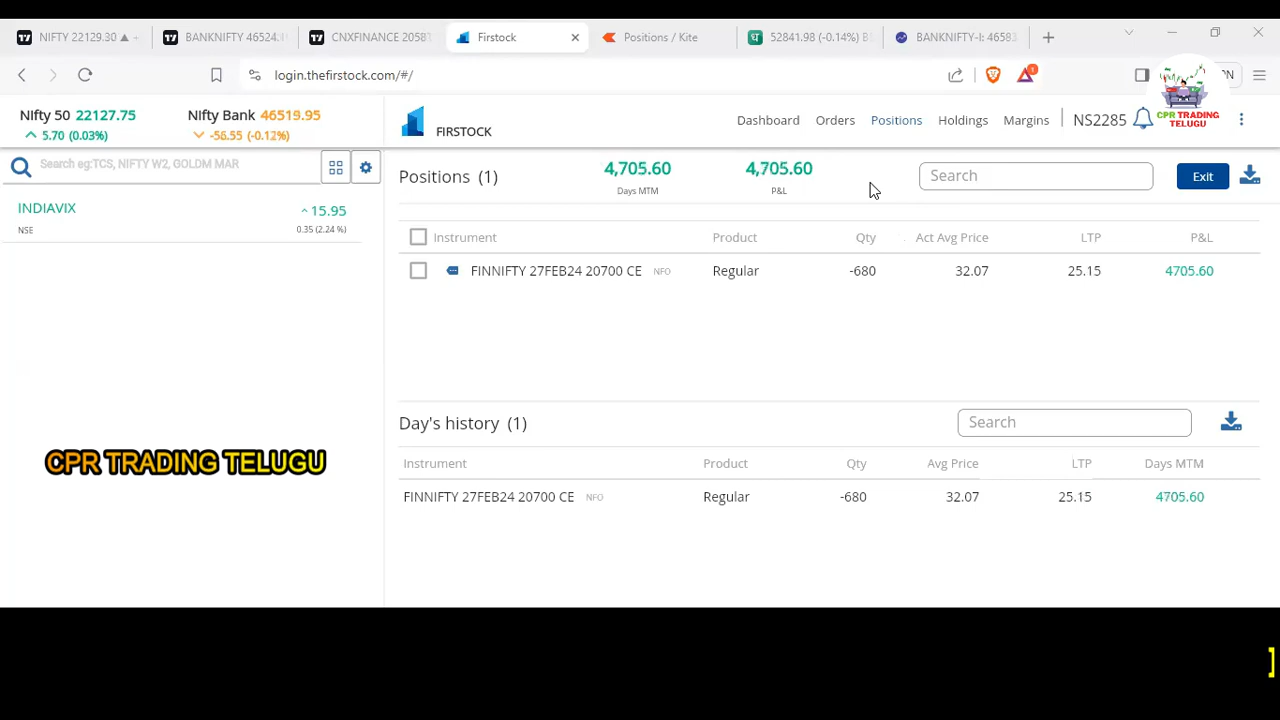 NIFTY 22129.30 ▲
BANKNIFTY 46524.
CNXFINANCE 2058
Firstock
Positions / Kite
52841.98 (-0.14%) B
BANKNIFTY-I: 4658
login.thefirstock.com/#/
1
CPR TRADING
TELUGU
Nifty 50 22127.75
5.70 (0.03%)
Nifty Bank 46519.95
-56.55 (-0.12%)
FIRSTOCK
Dashboard
Orders
Positions
Holdings
Margins
NS2285
Search eg:TCS, NIFTY W2, GOLDM MAR
INDIAVIX
15.95
NSE
0.35 (2.24 %)
Positions (1)
4,705.60
Days MTM
4,705.60
P&L
Search
Exit
Instrument Product Qty Act Avg Price LTP P&L
FINNIFTY 27FEB24 20700 CE NFO Regular -680 32.07 25.15 4705.60
CPR TRADING TELUGU
Day's history (1)
Search
Instrument Product Qty Avg Price LTP Days MTM
FINNIFTY 27FEB24 20700 CE NFO Regular -680 32.07 25.15 4705.60
]